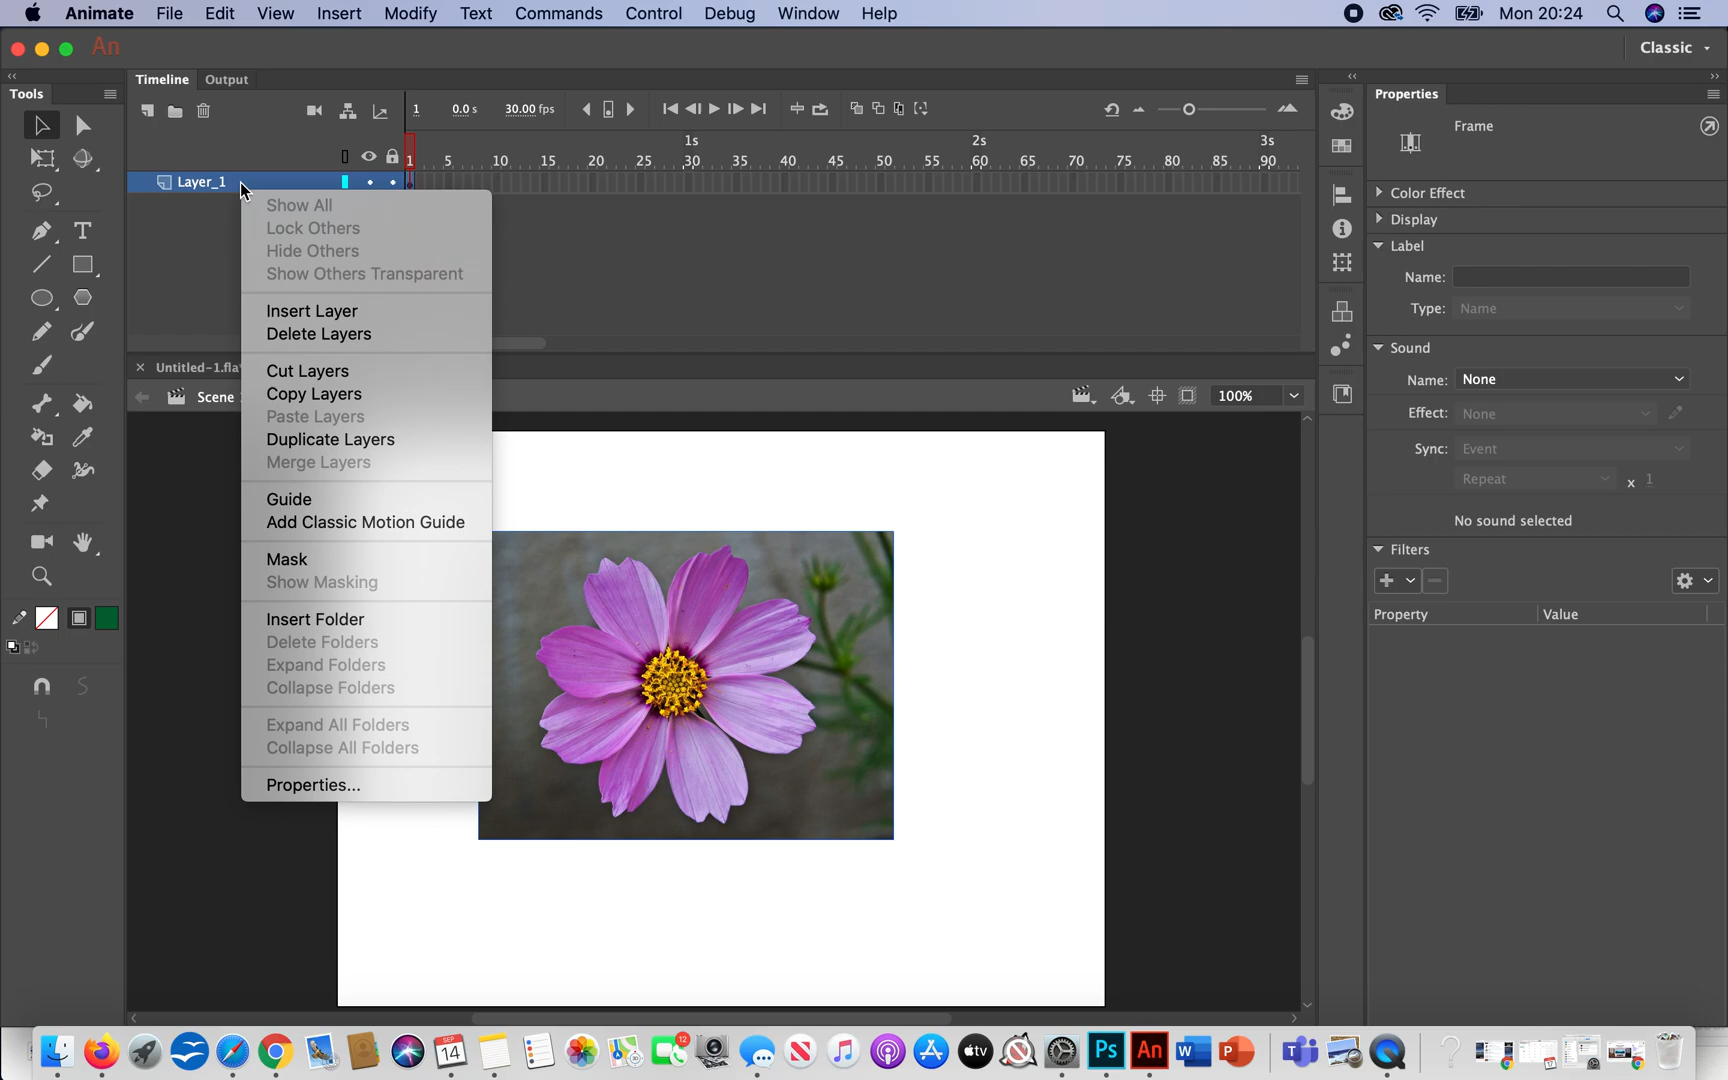 Animate File Edit View Insert Modify Text Commands Control Debug Window Help Mon 20:24
An Classic
Tools Timeline Output Properties
1 0.0 s 30.00 fps
Frame
1s 2s 3s
1 5 10 15 20 25 30 35 40 45 50 55 60 65 70 75 80 85 90
Layer_1
Show All
Lock Others
Hide Others
Show Others Transparent
Insert Layer
Delete Layers
Cut Layers
Copy Layers
Paste Layers
Duplicate Layers
Merge Layers
Guide
Add Classic Motion Guide
Mask
Show Masking
Insert Folder
Delete Folders
Expand Folders
Collapse Folders
Expand All Folders
Collapse All Folders
Properties...
T
Untitled-1.fla
Scene
100%
Color Effect
Display
Label
Name:
Type: Name
Sound
Name: None
Effect: None
Sync: Event
Repeat x 1
No sound selected
Filters
Property Value
SEP
14
12
tv
Ps An W P T
17